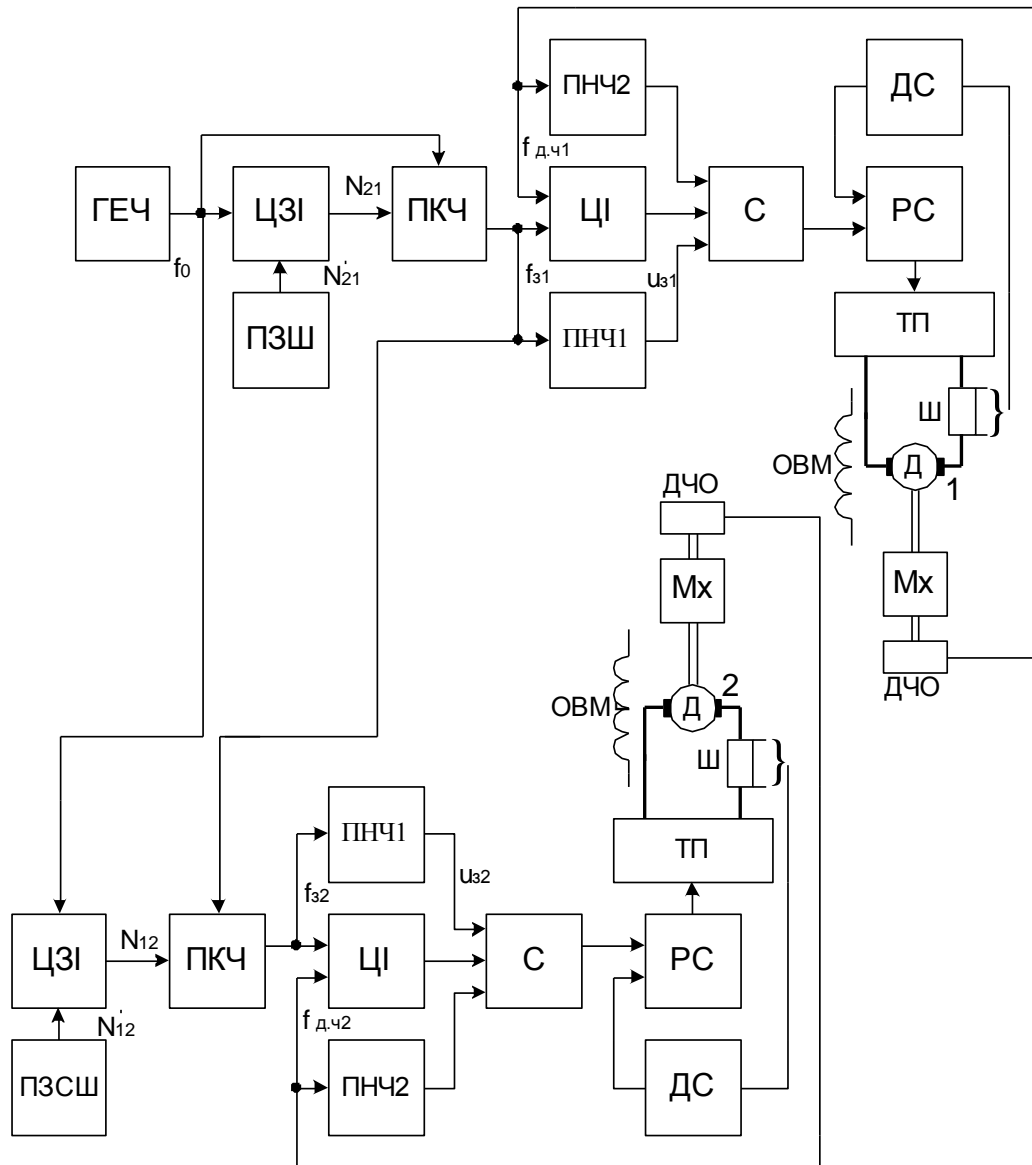 ПНЧ2
ДС
f д.ч1
ГЕЧ
ЦЗІ
N21
ПКЧ
ЦІ
С
РС
f0
N'21
fз1
uз1
ПЗШ
ПНЧ1
ТП
Ш
ОВМ
Д
1
ДЧО
Мх
Мх
ДЧО
ОВМ
2
Д
Ш
ПНЧ1
ТП
uз2
fз2
ЦЗІ
N12
ПКЧ
ЦІ
С
РС
N'12
f д.ч2
ПЗСШ
ПНЧ2
ДС